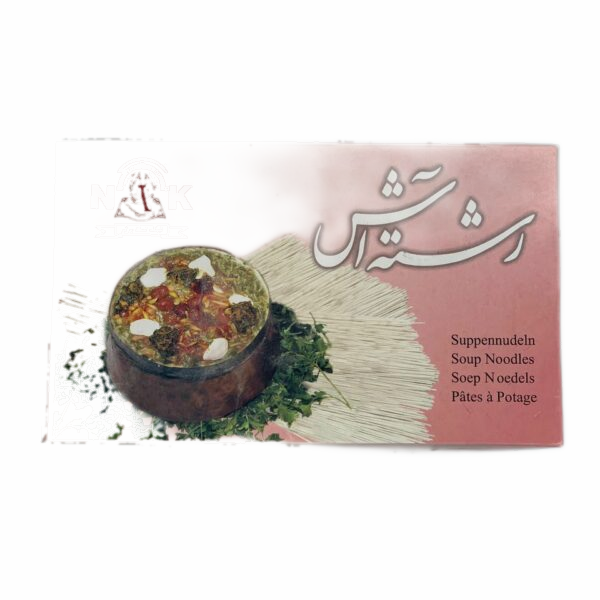 رشته آش
Suppennudeln
Soup Noodles
Soep Noedels
Pâtes à Potage